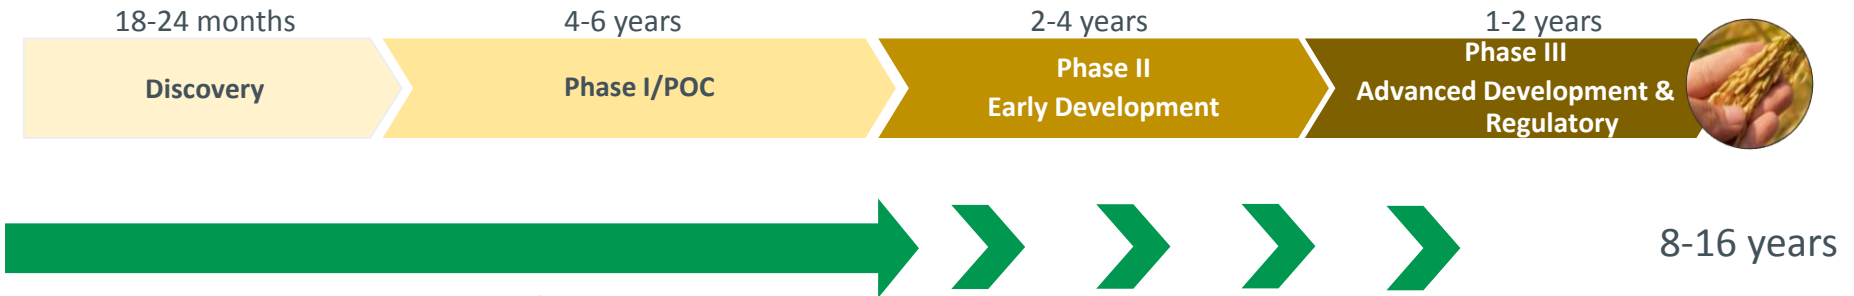 18-24 months
4-6 years
2-4 years
1-2 years
Discovery
Phase I/POC
Phase II
Early Development
Phase III
Advanced Development &
Regulatory
8-16 years